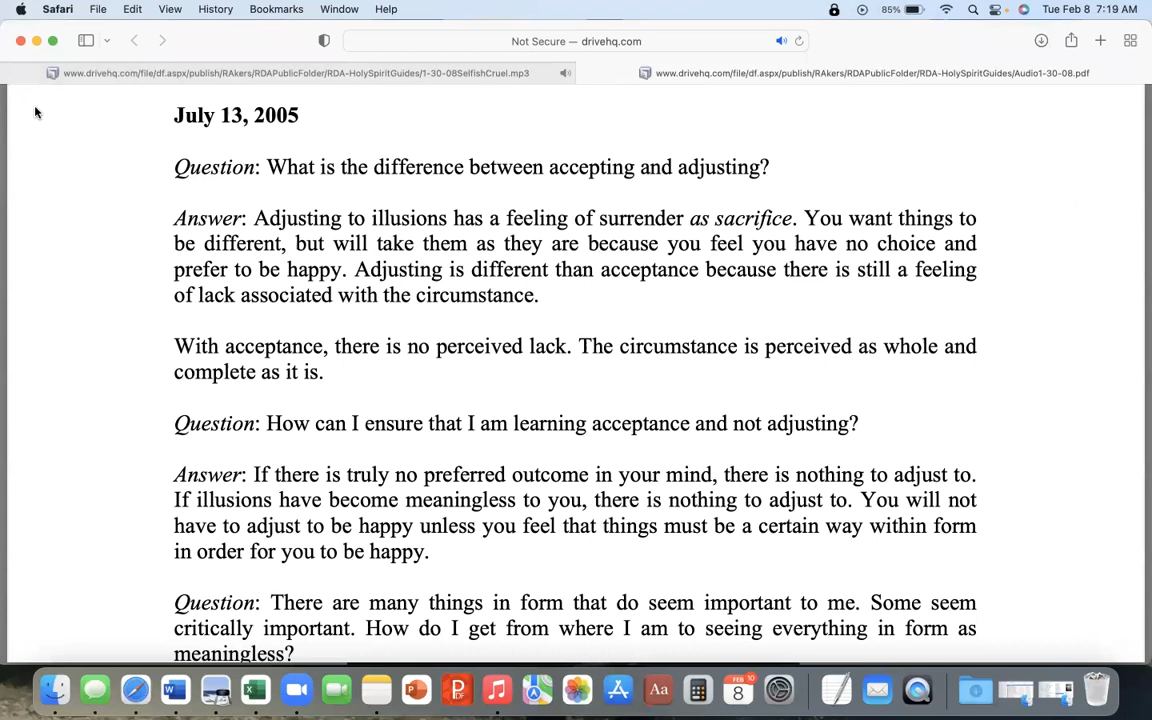 Safari File Edit View History Bookmarks Window Help 85% Tue Feb 8 7:19 AM
Not Secure — drivehq.com
www.drivehq.com/file/df.aspx/publish/RAkers/RDAPublicFolder/RDA-HolySpiritGuides/1-30-08SelfishCruel.mp3 www.drivehq.com/file/df.aspx/publish/RAkers/RDAPublicFolder/RDA-HolySpiritGuides/Audio1-30-08.pdf
July 13, 2005
Question: What is the difference between accepting and adjusting?
Answer: Adjusting to illusions has a feeling of surrender as sacrifice. You want things to
be different, but will take them as they are because you feel you have no choice and
prefer to be happy. Adjusting is different than acceptance because there is still a feeling
of lack associated with the circumstance.
With acceptance, there is no perceived lack. The circumstance is perceived as whole and
complete as it is.
Question: How can I ensure that I am learning acceptance and not adjusting?
Answer: If there is truly no preferred outcome in your mind, there is nothing to adjust to.
If illusions have become meaningless to you, there is nothing to adjust to. You will not
have to adjust to be happy unless you feel that things must be a certain way within form
in order for you to be happy.
Question: There are many things in form that do seem important to me. Some seem
critically important. How do I get from where I am to seeing everything in form as
meaningless?